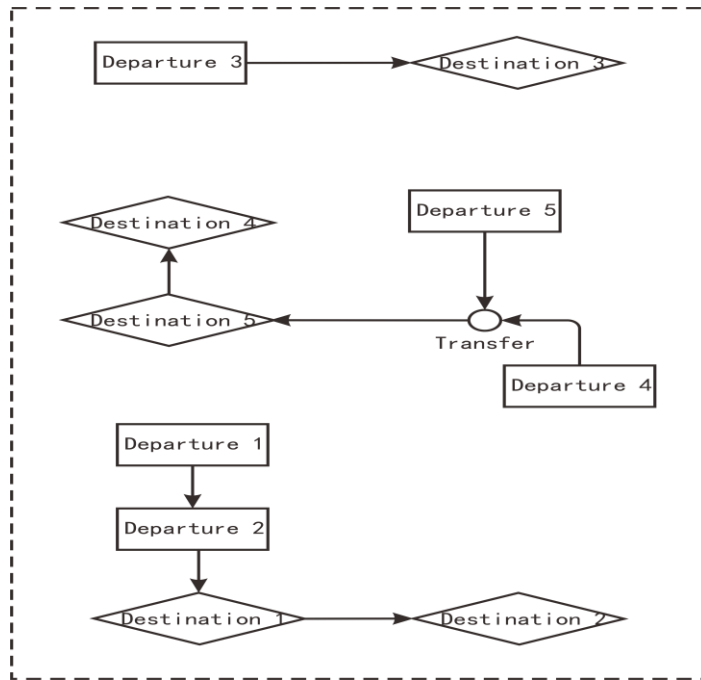 Departure 3
Destination 3
Destination 4
Departure 5
Destination 5
Transfer
Departure 4
Departure 1
Departure 2
Destination 1
Destination 2